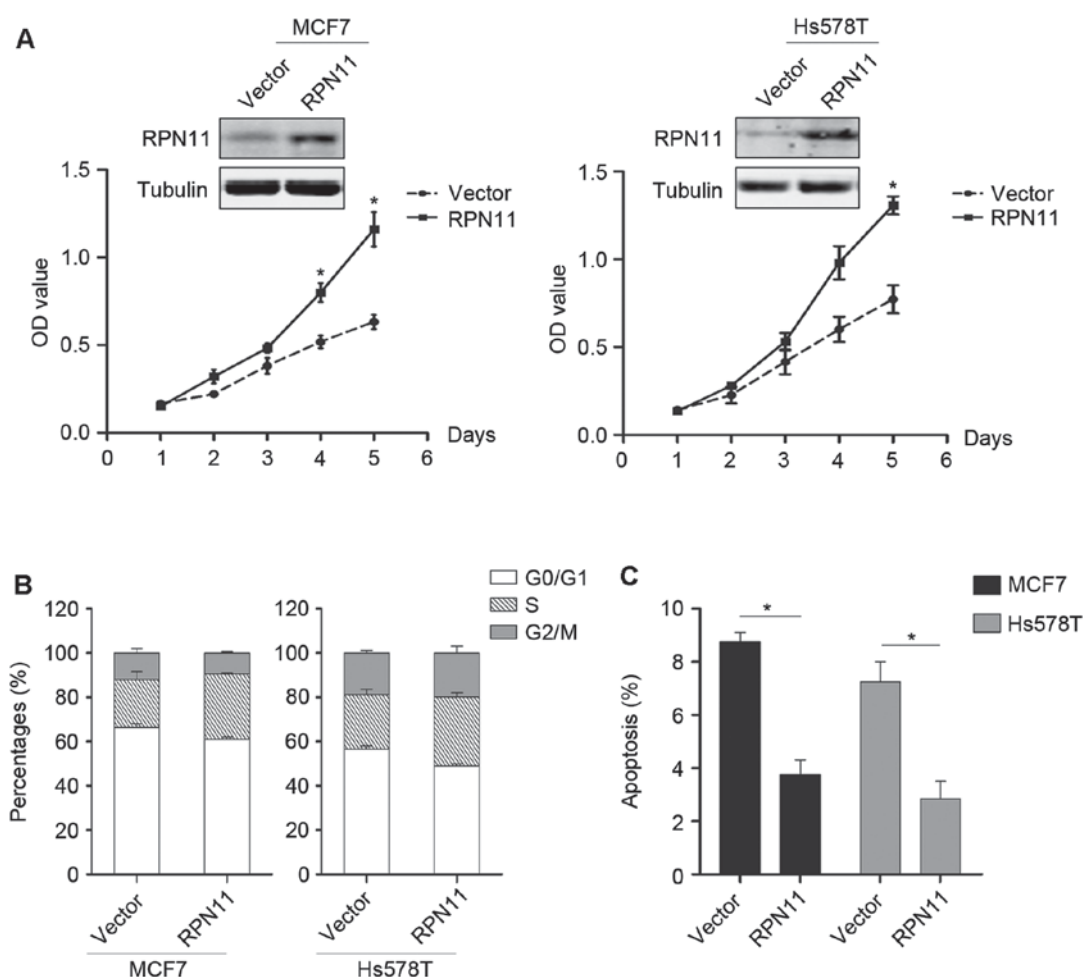 A
MCF7
Vector
RPN11
RPN11
Tubulin
Vector
RPN11
1.5
1.0
0.5
0.0
OD value
*
*
0 1 2 3 4 5 6
Days
Hs578T
Vector
RPN11
RPN11
Tubulin
Vector
RPN11
1.5
1.0
0.5
0.0
OD value
*
0 1 2 3 4 5 6
Days
B
G0/G1
S
G2/M
Percentages (%)
120
100
80
60
40
20
0
Vector
RPN11
MCF7
120
100
80
60
40
20
0
Vector
RPN11
Hs578T
C
MCF7
Hs578T
Apoptosis (%)
10
8
6
4
2
0
*
*
Vector
RPN11
Vector
RPN11